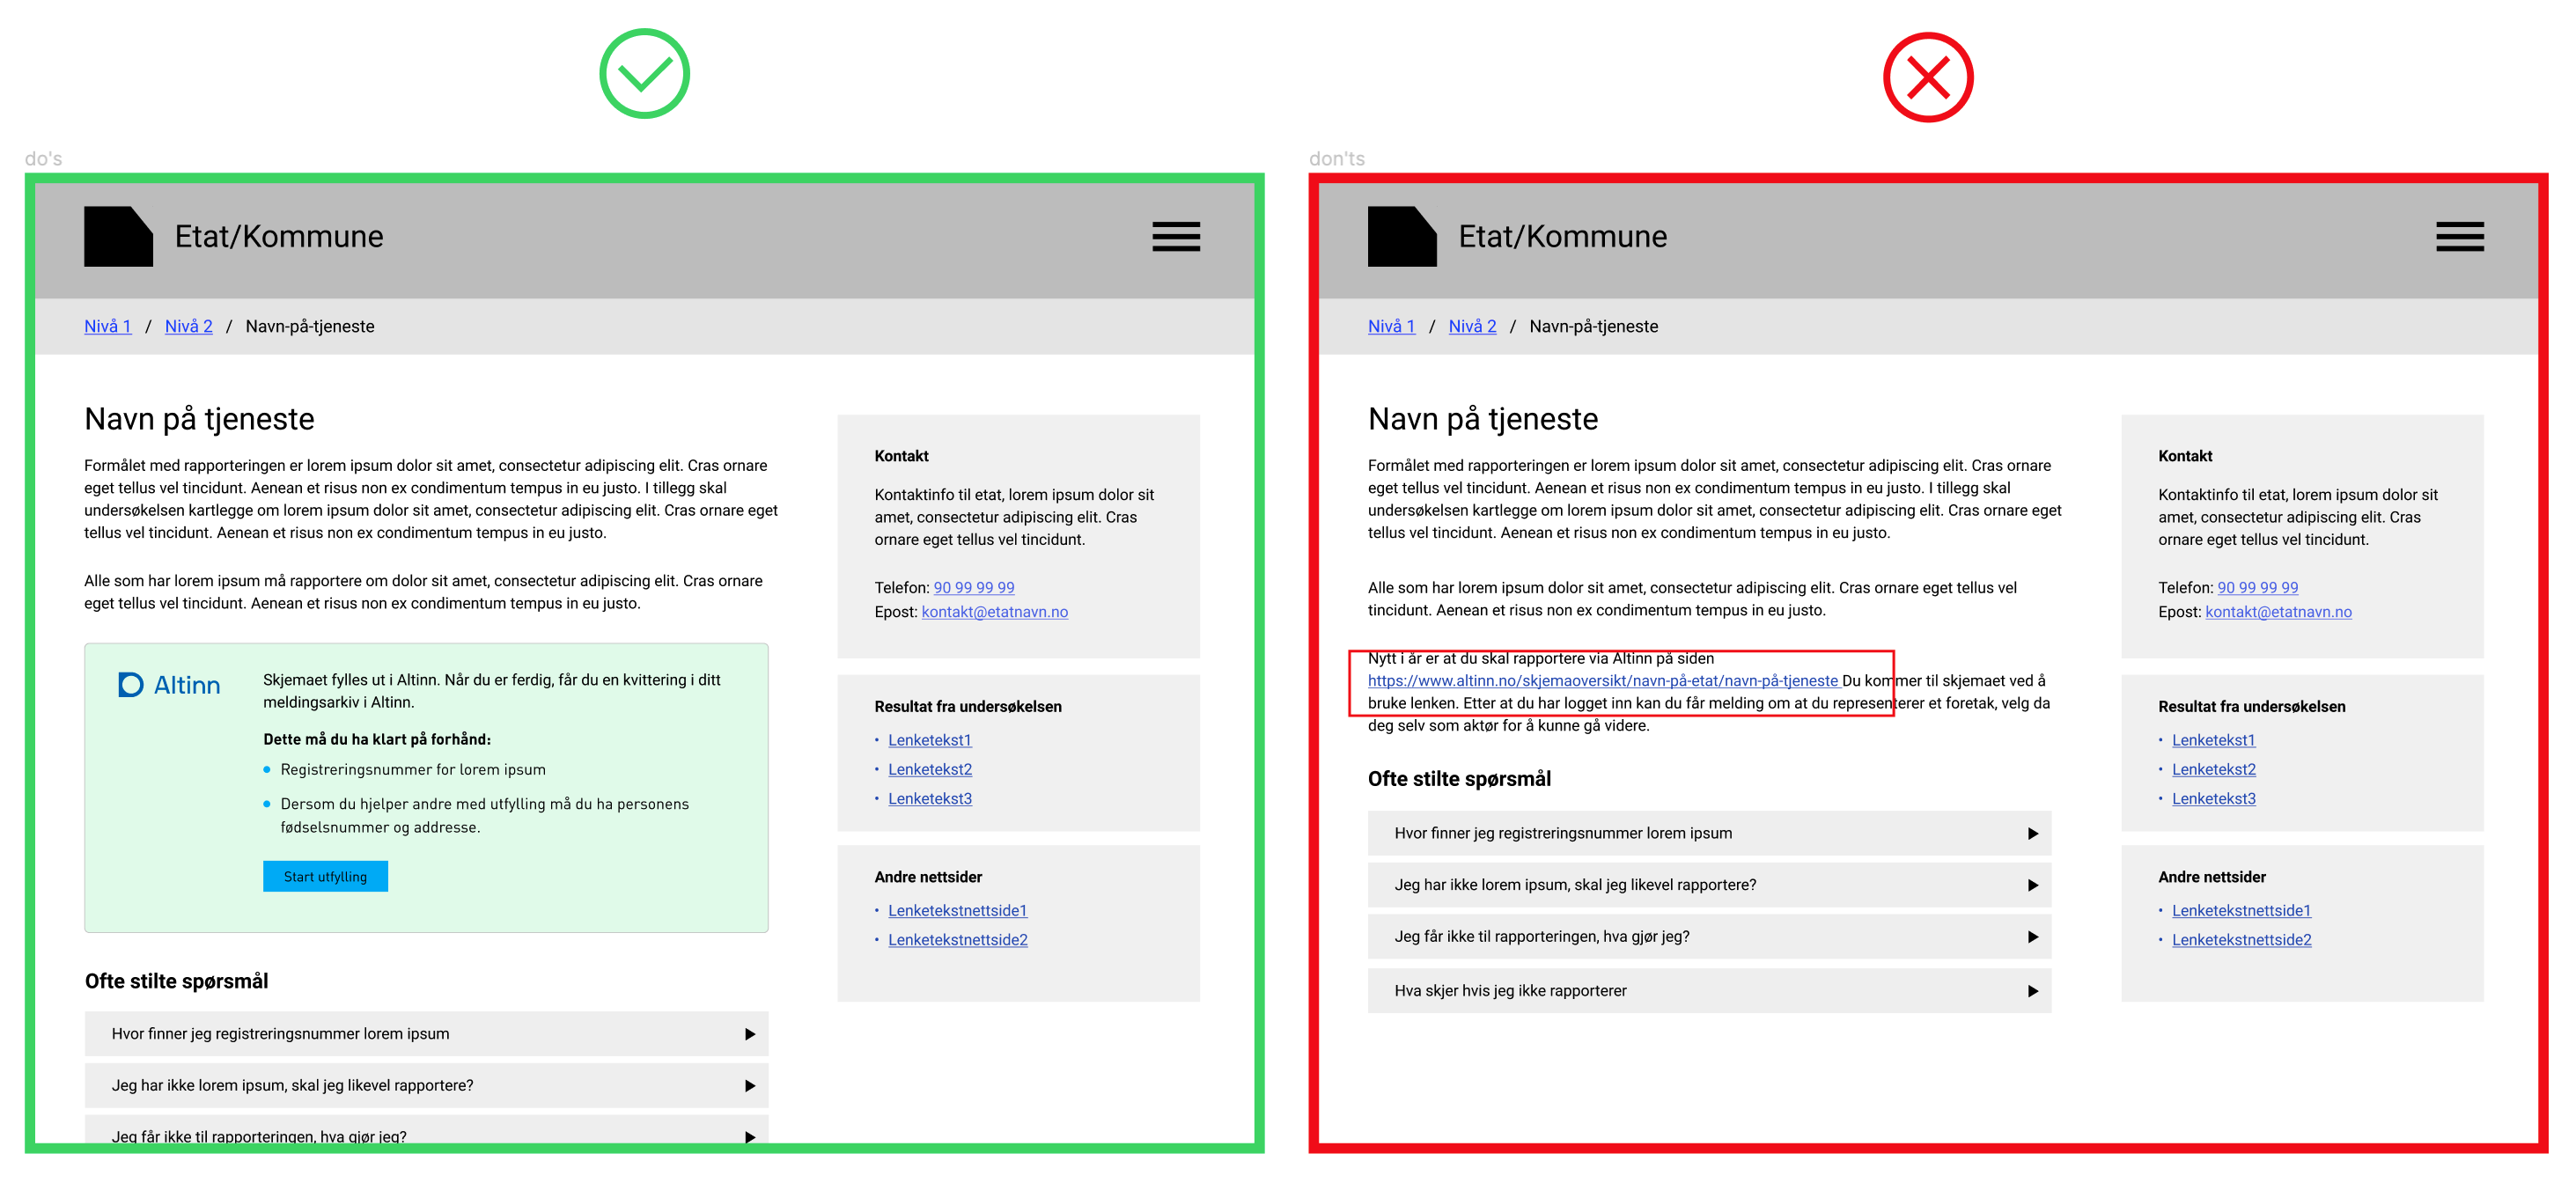 do's
Etat/Kommune
Nivå 1 / Nivå 2 / Navn-på-tjeneste
Navn på tjeneste
Formålet med rapporteringen er lorem ipsum dolor sit amet, consectetur adipiscing elit. Cras ornare
eget tellus vel tincidunt. Aenean et risus non ex condimentum tempus in eu justo. I tillegg skal
undersøkelsen kartlegge om lorem ipsum dolor sit amet, consectetur adipiscing elit. Cras ornare eget
tellus vel tincidunt. Aenean et risus non ex condimentum tempus in eu justo.
Alle som har lorem ipsum må rapportere om dolor sit amet, consectetur adipiscing elit. Cras ornare
eget tellus vel tincidunt. Aenean et risus non ex condimentum tempus in eu justo.
Altinn
Skjemaet fylles ut i Altinn. Når du er ferdig, får du en kvittering i ditt
meldingsarkiv i Altinn.
Dette må du ha klart på forhånd:
• Registreringsnummer for lorem ipsum
• Dersom du hjelper andre med utfylling må du ha personens
fødselsnummer og addresse.
Start utfylling
Ofte stilte spørsmål
Hvor finner jeg registreringsnummer lorem ipsum
Jeg har ikke lorem ipsum, skal jeg likevel rapportere?
Jeg får ikke til rapporteringen, hva gjør jeg?
Kontakt
Kontaktinfo til etat, lorem ipsum dolor sit
amet, consectetur adipiscing elit. Cras
ornare eget tellus vel tincidunt.
Telefon: 90 99 99 99
Epost: kontakt@etatnavn.no
Resultat fra undersøkelsen
• Lenketekst1
• Lenketekst2
• Lenketekst3
Andre nettsider
• Lenketekstnettside1
• Lenketekstnettside2
don'ts
Etat/Kommune
Nivå 1 / Nivå 2 / Navn-på-tjeneste
Navn på tjeneste
Formålet med rapporteringen er lorem ipsum dolor sit amet, consectetur adipiscing elit. Cras ornare
eget tellus vel tincidunt. Aenean et risus non ex condimentum tempus in eu justo. I tillegg skal
undersøkelsen kartlegge om lorem ipsum dolor sit amet, consectetur adipiscing elit. Cras ornare eget
tellus vel tincidunt. Aenean et risus non ex condimentum tempus in eu justo.
Alle som har lorem ipsum dolor sit amet, consectetur adipiscing elit. Cras ornare eget tellus vel
tincidunt. Aenean et risus non ex condimentum tempus in eu justo.
Nytt i år er at du skal rapportere via Altinn på siden
https://www.altinn.no/skjemaoversikt/navn-på-etat/navn-på-tjeneste Du kommer til skjemaet ved å
bruke lenken. Etter at du har logget inn kan du får melding om at du representerer et foretak, velg da
deg selv som aktør for å kunne gå videre.
Ofte stilte spørsmål
Hvor finner jeg registreringsnummer lorem ipsum
Jeg har ikke lorem ipsum, skal jeg likevel rapportere?
Jeg får ikke til rapporteringen, hva gjør jeg?
Hva skjer hvis jeg ikke rapporterer
Kontakt
Kontaktinfo til etat, lorem ipsum dolor sit
amet, consectetur adipiscing elit. Cras
ornare eget tellus vel tincidunt.
Telefon: 90 99 99 99
Epost: kontakt@etatnavn.no
Resultat fra undersøkelsen
• Lenketekst1
• Lenketekst2
• Lenketekst3
Andre nettsider
• Lenketekstnettside1
• Lenketekstnettside2